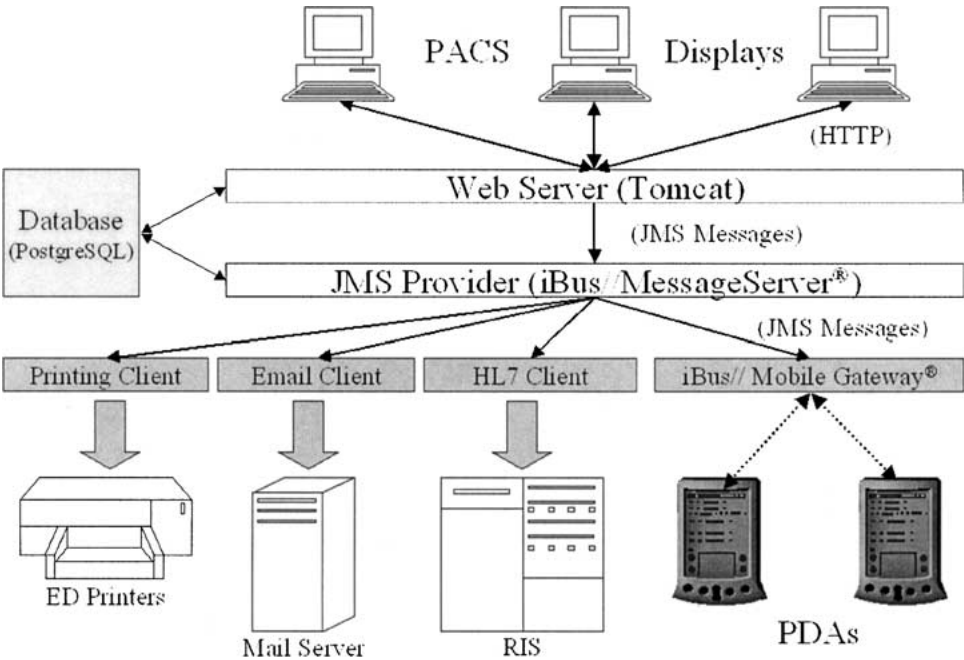 PACS Displays
(HTTP)
Web Server (Tomcat)
Database
(PostgreSQL)
(JMS Messages)
JMS Provider (iBus//MessageServer®)
(JMS Messages)
Printing Client
Email Client
HL7 Client
iBus// Mobile Gateway®
ED Printers
Mail Server
RIS
PDAs